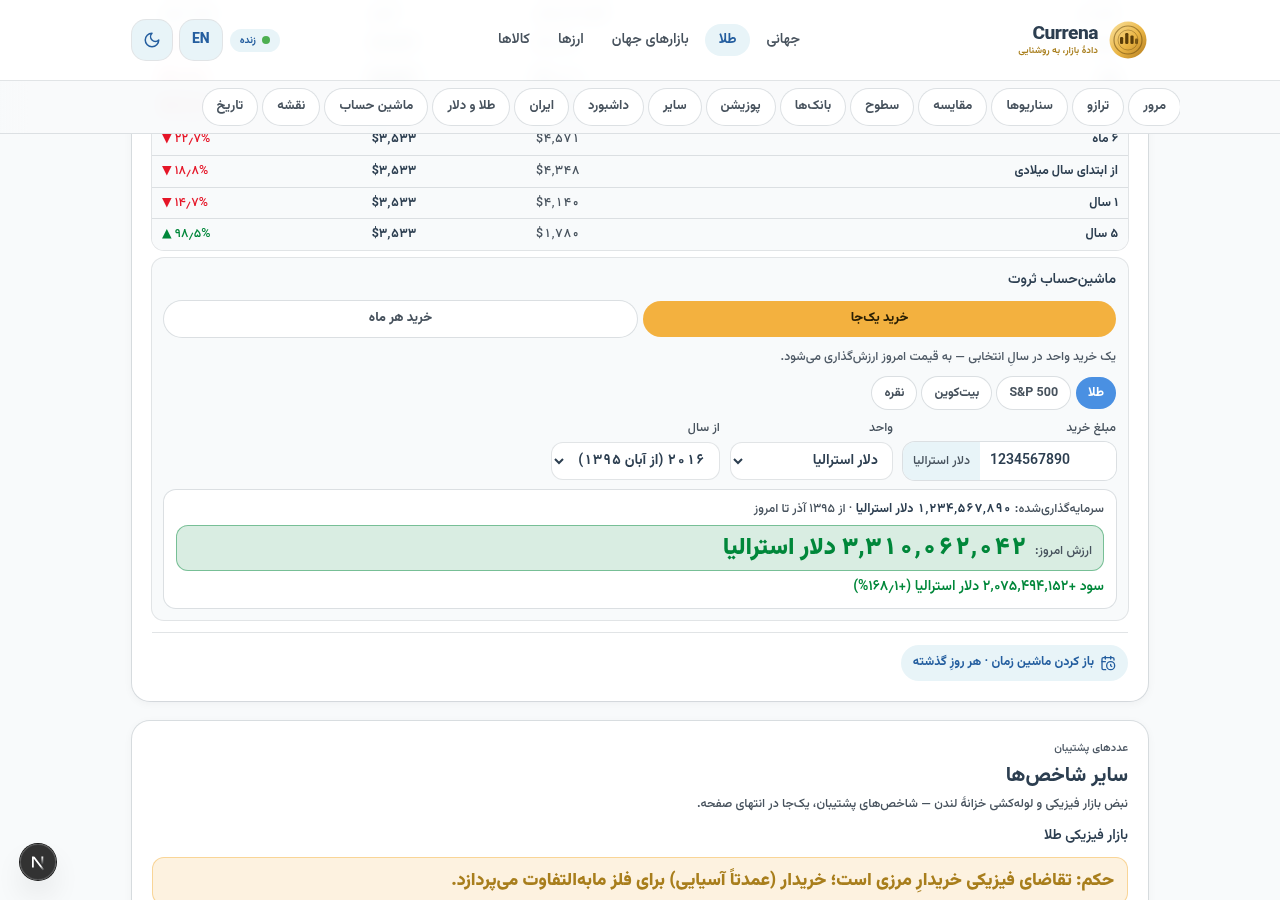 Currena
دادهٔ بازار، به روشنایی
جهانی طلا بازارهای جهان ارزها کالاها
زنده EN
مرور ترازو سناریوها مقایسه سطوح بانک‌ها پوزیشن سایر داشبورد ایران طلا و دلار ماشین حساب نقشه تاریخ
۶ ماه $۴,۵۷۱ $۳,۵۳۳ ▼ ۲۲٫۷%
از ابتدای سال میلادی $۴,۳۴۸ $۳,۵۳۳ ▼ ۱۸٫۸%
۱ سال $۴,۱۴۰ $۳,۵۳۳ ▼ ۱۴٫۷%
۵ سال $۱,۷۸۰ $۳,۵۳۳ ▲ ۹۸٫۵%
ماشین‌حساب ثروت
خرید یک‌جا خرید هر ماه
یک خرید واحد در سالِ انتخابی — به قیمت امروز ارزش‌گذاری می‌شود.
طلا S&P 500 بیت‌کوین نقره
مبلغ خرید واحد از سال
1234567890 دلار استرالیا دلار استرالیا ۲۰۱۶ (از آبان ۱۳۹۵)
سرمایه‌گذاری‌شده: ۱,۲۳۴,۵۶۷,۸۹۰ دلار استرالیا · از ۱۳۹۵ آذر تا امروز
ارزش امروز: ۳,۳۱۰,۰۶۲,۰۴۲ دلار استرالیا
سود +۲,۰۷۵,۴۹۴,۱۵۲ دلار استرالیا (+۱۶۸٫۱%)
باز کردن ماشین زمان · هر روزِ گذشته
عددهای پشتیبان
سایر شاخص‌ها
نبض بازار فیزیکی و لوله‌کشی خزانهٔ لندن — شاخص‌های پشتیبان، یک‌جا در انتهای صفحه.
بازار فیزیکی طلا
حکم: تقاضای فیزیکی خریدارِ مرزی است؛ خریدار (عمدتاً آسیایی) برای فلز مابه‌التفاوت می‌پردازد.
N